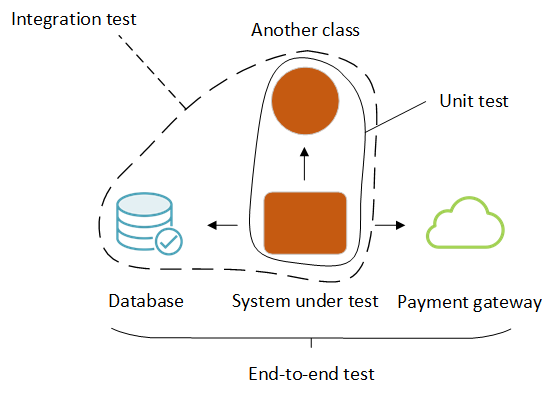 Integration test
Another class
Unit test
Database
System under test
Payment gateway
End-to-end test